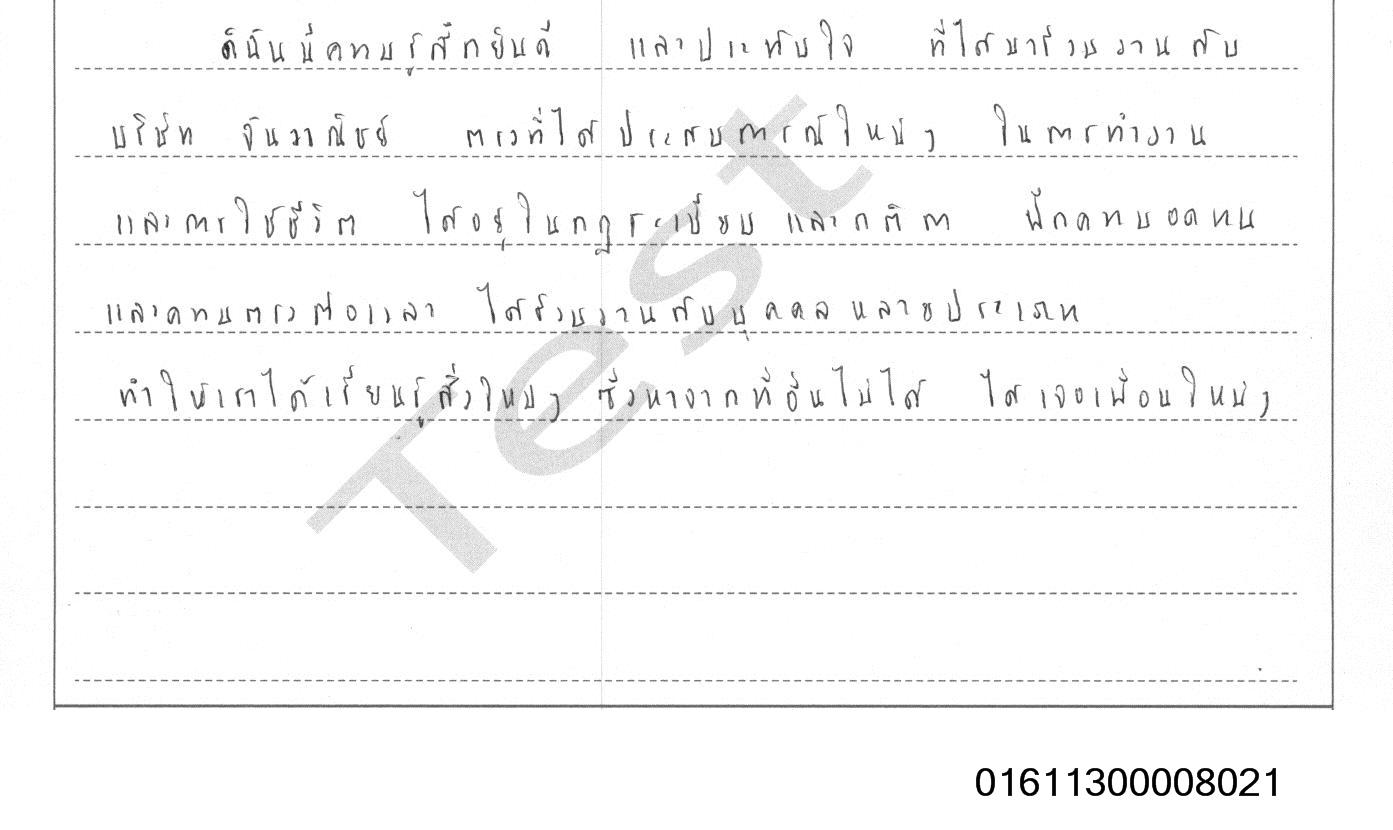 ดิฉันมีความรู้สึกยินดี และประทับใจ ที่ได้มาร่วมงานกับ
บริษัท จันวาณิชย์ ตรงที่ได้ประสบการณ์ใหม่ๆ ในการทำงาน
และการใช้ชีวิต ได้อยู่ในกฎระเบียบ และกติกา ฝึกความอดทน
และความตรงต่อเวลา ได้ร่วมงานกับบุคคลหลายประเภท
ทำให้เราได้เรียนรู้สิ่งใหม่ๆ ซึ่งหาจากที่อื่นไม่ได้ ได้เจอเพื่อนใหม่ๆ
Test
01611300008021